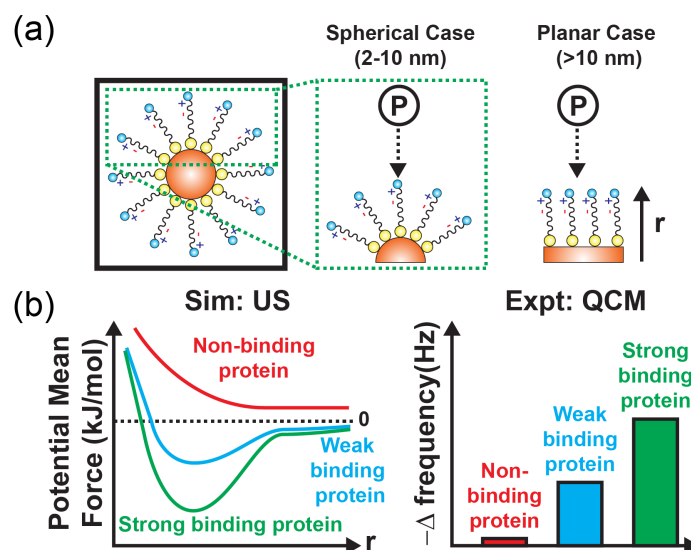 (a)
Spherical Case
(2-10 nm)
Planar Case
(>10 nm)
P
P
+
-
r
(b)
Sim: US
Expt: QCM
Potential Mean
Force (kJ/mol)
Non-binding
protein
0
Weak
binding
protein
Strong binding protein
r
−Δ frequency(Hz)
Non-
binding
protein
Weak
binding
protein
Strong
binding
protein